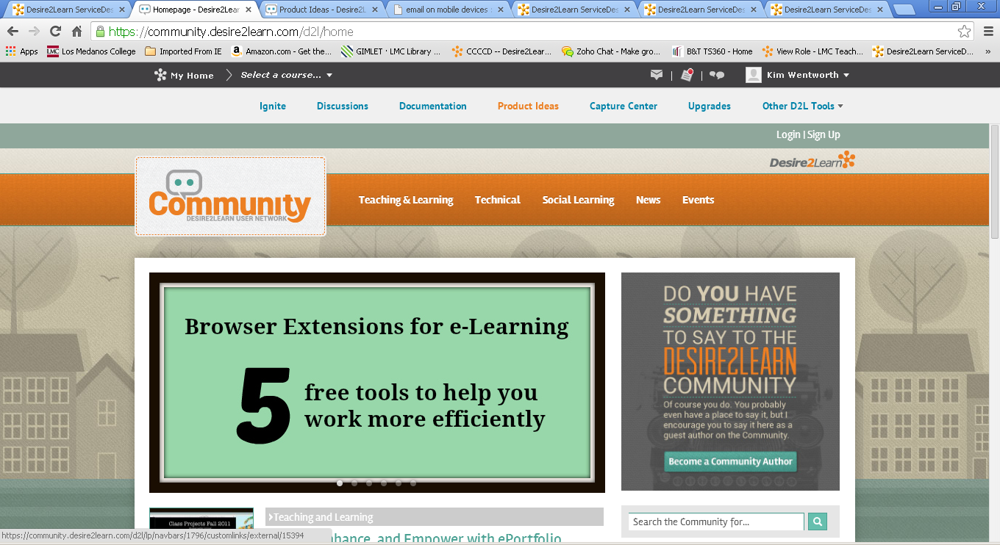 Desire2Learn ServiceDes
Homepage - Desire2Lear
Product Ideas - Desire2L
email on mobile devices :
Desire2Learn ServiceDes
Desire2Learn ServiceDes
Desire2Learn ServiceDes
https://community.desire2learn.com/d2l/home
Apps
LMC Los Medanos College
Imported From IE
Amazon.com - Get the...
GIMLET · LMC Library ...
CCCCD -- Desire2Lear...
Zoho Chat - Make gro...
B&T TS360 - Home
View Role - LMC Teach...
Desire2Learn ServiceD...
»
My Home
Select a course...
Kim Wentworth
Ignite
Discussions
Documentation
Product Ideas
Capture Center
Upgrades
Other D2L Tools
Login | Sign Up
Desire2Learn
Community
DESIRE2LEARN USER NETWORK
Teaching & Learning
Technical
Social Learning
News
Events
Browser Extensions for e-Learning
5
free tools to help you
work more efficiently
DO YOU HAVE
SOMETHING
TO SAY TO THE
DESIRE2LEARN
COMMUNITY
Of course you do. You probably
even have a place to say it, but I
encourage you to say it here as a
guest author on the Community.
Become a Community Author
Class Projects Fall 2011
Teaching and Learning
Search the Community for...
nhance, and Empower with ePortfolio
https://community.desire2learn.com/d2l/lp/navbars/1796/customlinks/external/15394